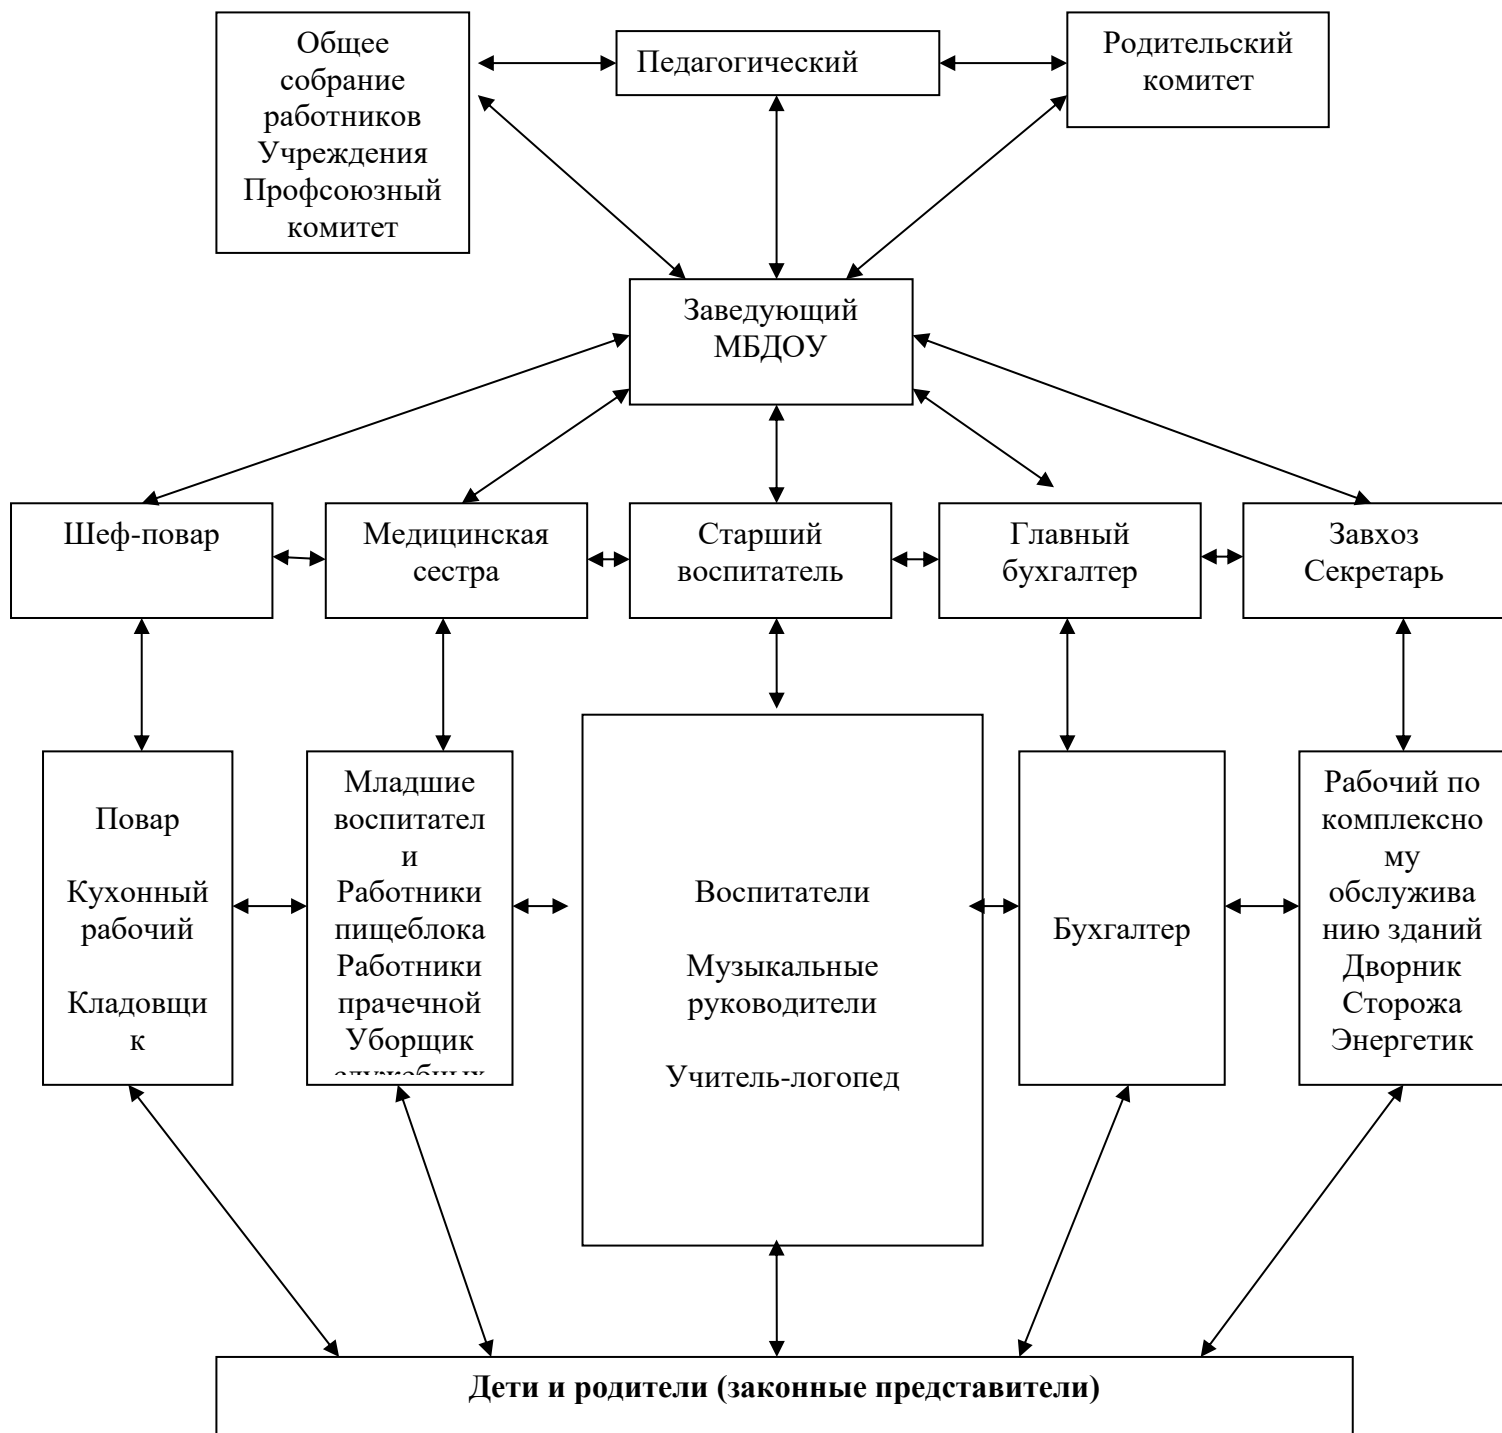 Общее
собрание
работников
Учреждения
Профсоюзный
комитет
Педагогический
Родительский
комитет
Заведующий
МБДОУ
Шеф-повар
Медицинская
сестра
Старший
воспитатель
Главный
бухгалтер
Завхоз
Секретарь
Повар
Кухонный
рабочий
Кладовщи
к
Младшие
воспитател
и
Работники
пищеблока
Работники
прачечной
Уборщик
служебных
Воспитатели
Музыкальные
руководители
Учитель-логопед
Бухгалтер
Рабочий по
комплексно
му
обслужива
нию зданий
Дворник
Сторожа
Энергетик
Дети и родители (законные представители)